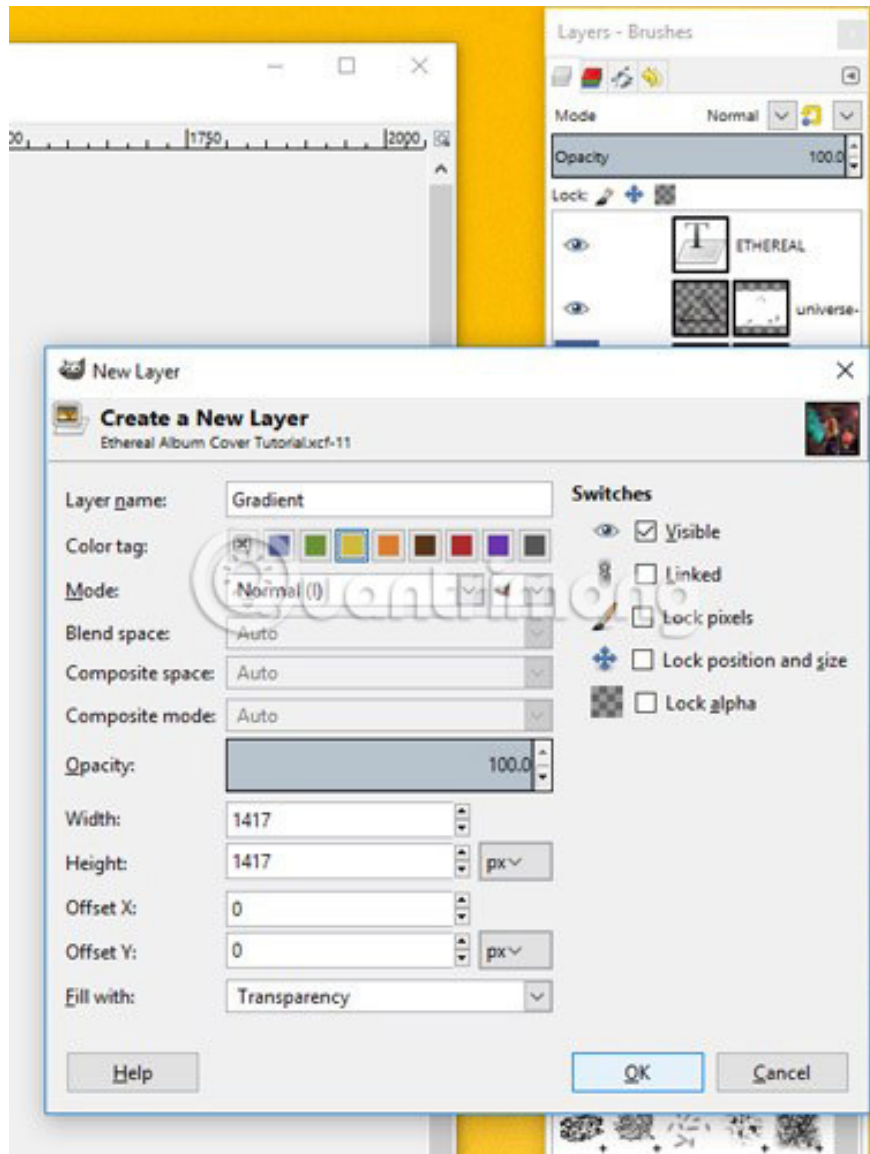 Layers - Brushes
Mode Normal
1750 2000
Opacity 100.0
Lock:
ETHEREAL
universe-
New Layer
Create a New Layer
Ethereal Album Cover Tutorial.xcf-11
Layer name: Gradient
Color tag:
Mode: Normal (l)
Blend space: Auto
Composite space: Auto
Composite mode: Auto
Opacity: 100.0
Width: 1417
Height: 1417 px
Offset X: 0
Offset Y: 0 px
Fill with: Transparency
Switches
Visible
Linked
Lock pixels
Lock position and size
Lock alpha
Quantrimang
Help OK Cancel